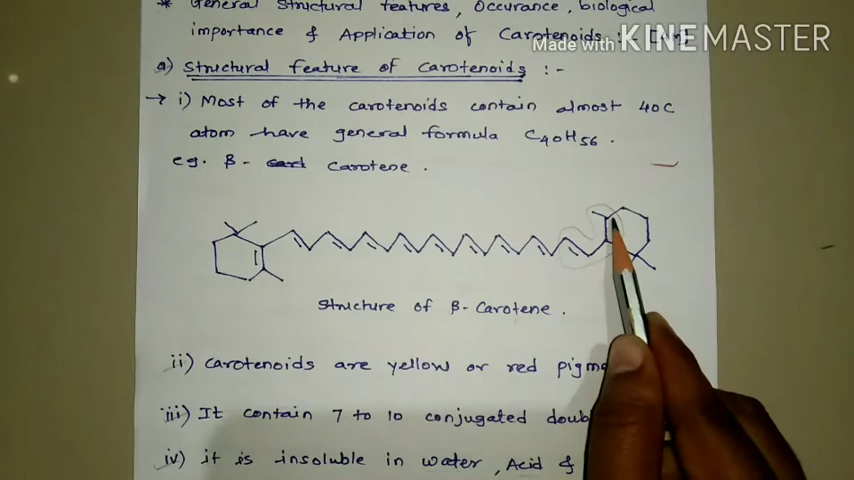 * General Structural features, Occurance, biological
importance & Application of Carotenoids
Made with KINEMASTER
a) Structural feature of carotenoids :-
→ i) Most of the carotenoids contain almost 40C
atom have general formula C40H56.
eg. β- Carotene.
Structure of β-Carotene.
ii) Carotenoids are yellow or red pigm
iii) It contain 7 to 10 conjugated doub
iv) it is insoluble in water, Acid &